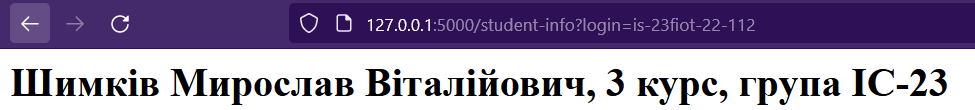 127.0.0.1:5000/student-info?login=is-23fiot-22-112
Шимків Мирослав Віталійович, 3 курс, група ІС-23